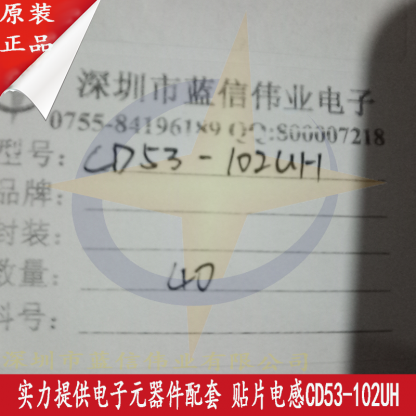 原装
正品
深圳市蓝信伟业电子
0755-84196189 QQ:800007218
型号: CD53-102UH
品牌:
封装:
数量: 40
料号:
实力提供电子元器件配套 贴片电感CD53-102UH